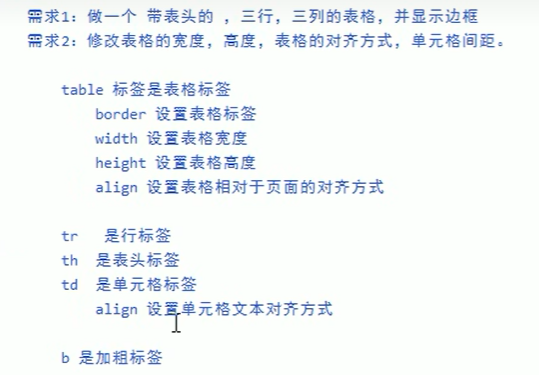 需求1：做一个 带表头的 ，三行，三列的表格，并显示边框
需求2：修改表格的宽度，高度，表格的对齐方式，单元格间距。
table 标签是表格标签
border 设置表格标签
width 设置表格宽度
height 设置表格高度
align 设置表格相对于页面的对齐方式
tr 是行标签
th 是表头标签
td 是单元格标签
align 设置单元格文本对齐方式
b 是加粗标签